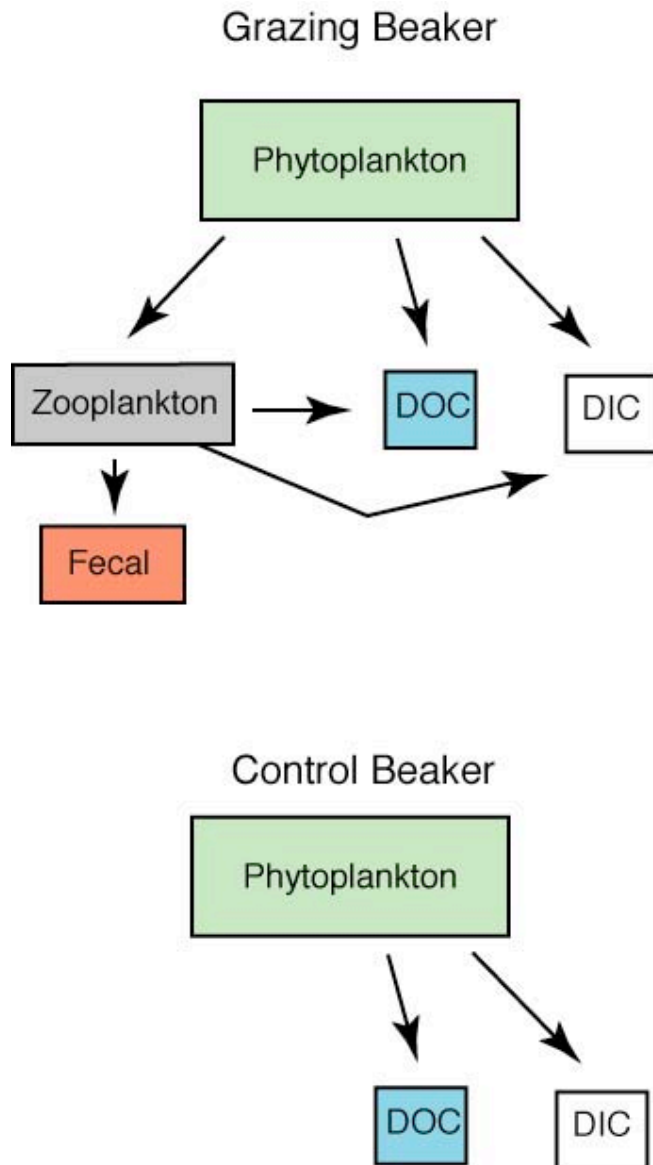 Grazing Beaker
Phytoplankton
Zooplankton
DOC
DIC
Fecal
Control Beaker
Phytoplankton
DOC
DIC